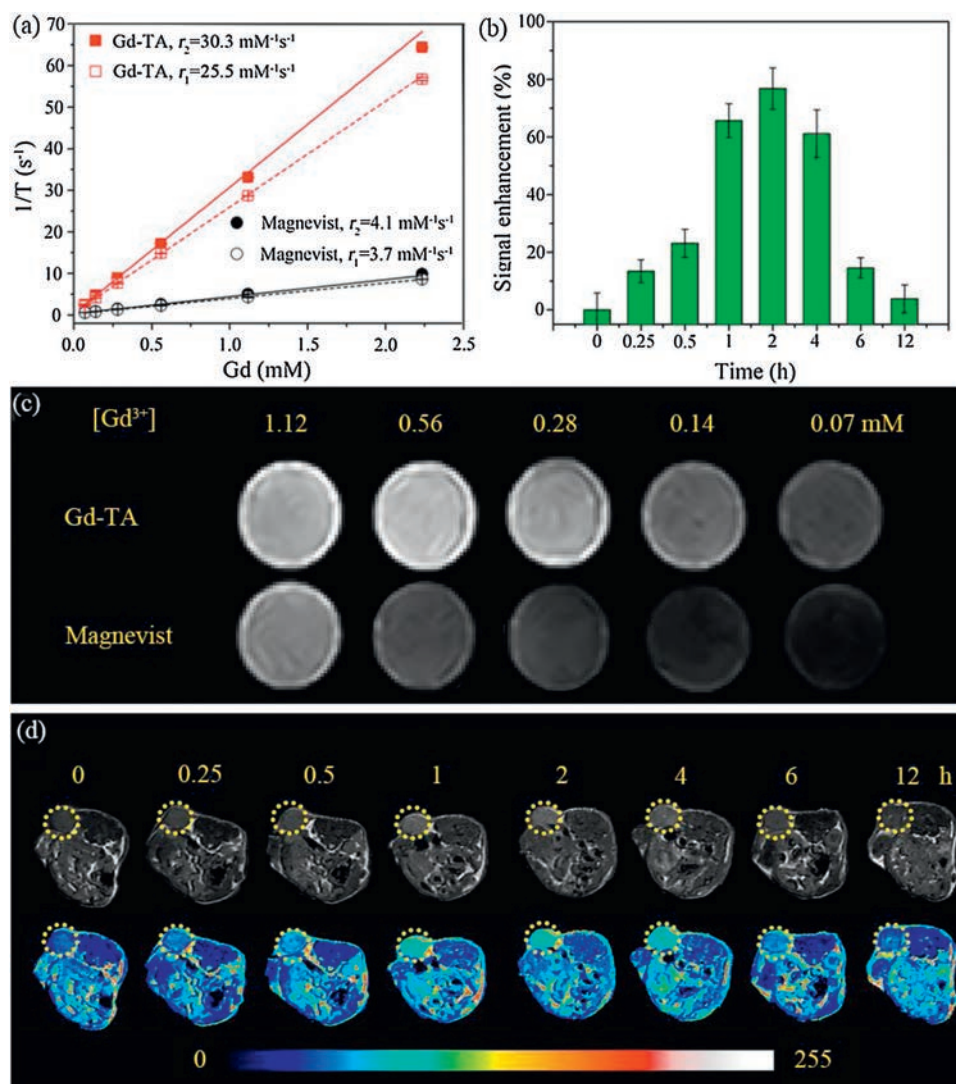 (a)
70
60
50
40
30
20
10
0
1/T (s⁻¹)
Gd-TA, r₂=30.3 mM⁻¹s⁻¹
Gd-TA, r₁=25.5 mM⁻¹s⁻¹
Magnevist, r₂=4.1 mM⁻¹s⁻¹
Magnevist, r₁=3.7 mM⁻¹s⁻¹
0.0 0.5 1.0 1.5 2.0 2.5
Gd (mM)
(b)
100
80
60
40
20
0
Signal enhancement (%)
0 0.25 0.5 1 2 4 6 12
Time (h)
(c)
[Gd³⁺] 1.12 0.56 0.28 0.14 0.07 mM
Gd-TA
Magnevist
(d)
0 0.25 0.5 1 2 4 6 12 h
0 255